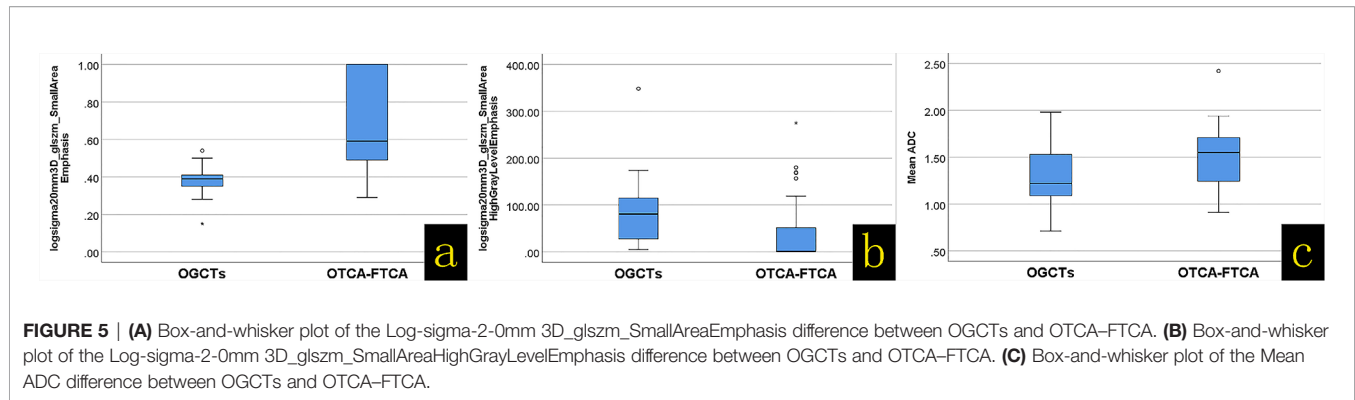 logsigma20mm3D_glszm_SmallArea
Emphasis
1.00
.80
.60
.40
.20
.00
OGCTs
OTCA-FTCA
a
logsigma20mm3D_glszm_SmallArea
HighGrayLevelEmphasis
400.00
300.00
200.00
100.00
.00
OGCTs
OTCA-FTCA
b
Mean ADC
2.50
2.00
1.50
1.00
.50
OGCTs
OTCA-FTCA
c
FIGURE 5 | (A) Box-and-whisker plot of the Log-sigma-2-0mm 3D_glszm_SmallAreaEmphasis difference between OGCTs and OTCA–FTCA. (B) Box-and-whisker
plot of the Log-sigma-2-0mm 3D_glszm_SmallAreaHighGrayLevelEmphasis difference between OGCTs and OTCA–FTCA. (C) Box-and-whisker plot of the Mean
ADC difference between OGCTs and OTCA–FTCA.